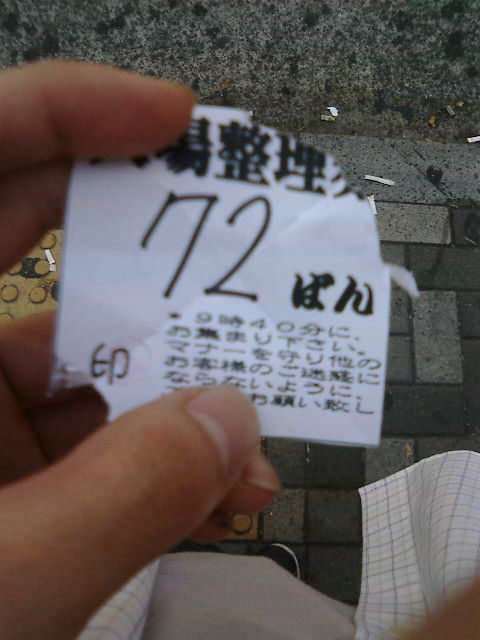 場整理
72
ばん
・9時40分に、
お集まり下さい。
マナーを守り他の
お客様のご迷惑に
ならないように、
お願い致し
印